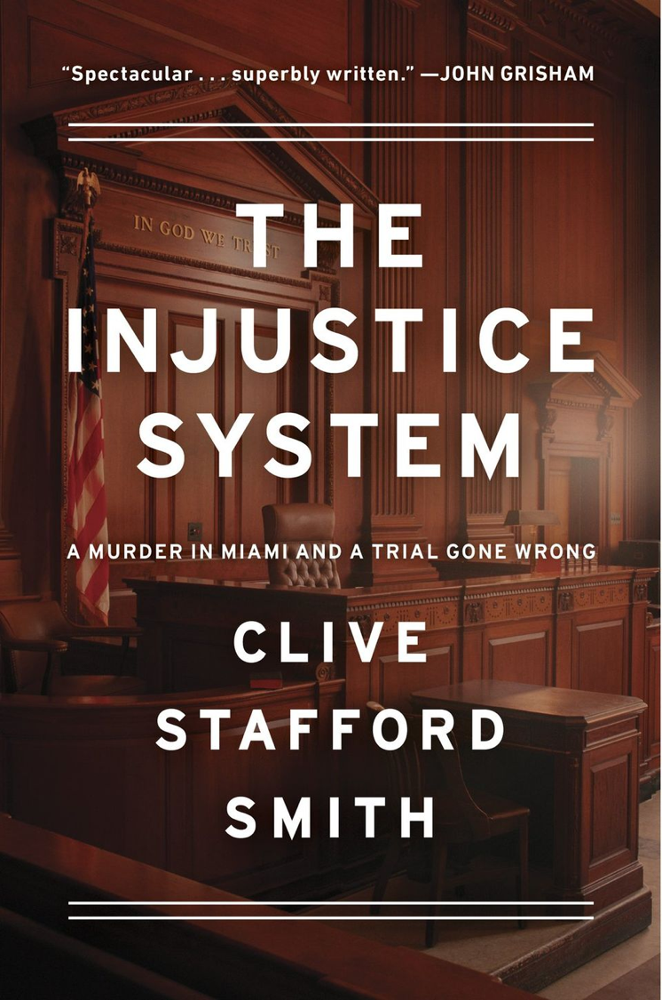 “Spectacular . . . superbly written.” —JOHN GRISHAM
IN GOD WE TRUST
THE
INJUSTICE
SYSTEM
A MURDER IN MIAMI AND A TRIAL GONE WRONG
CLIVE
STAFFORD
SMITH